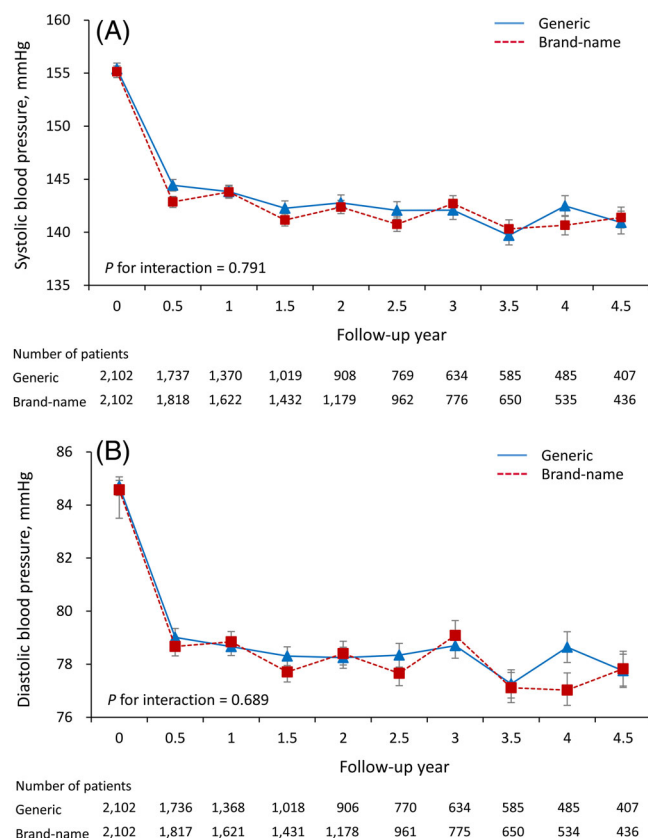 (A)
Generic
Brand-name
Systolic blood pressure, mmHg
160
155
150
145
140
135
P for interaction = 0.791
0 0.5 1 1.5 2 2.5 3 3.5 4 4.5
Follow-up year
Number of patients
Generic 2,102 1,737 1,370 1,019 908 769 634 585 485 407
Brand-name 2,102 1,818 1,622 1,432 1,179 962 776 650 535 436
(B)
Generic
Brand-name
Diastolic blood pressure, mmHg
86
84
82
80
78
76
P for interaction = 0.689
0 0.5 1 1.5 2 2.5 3 3.5 4 4.5
Follow-up year
Number of patients
Generic 2,102 1,736 1,368 1,018 906 770 634 585 485 407
Brand-name 2,102 1,817 1,621 1,431 1,178 961 775 650 534 436